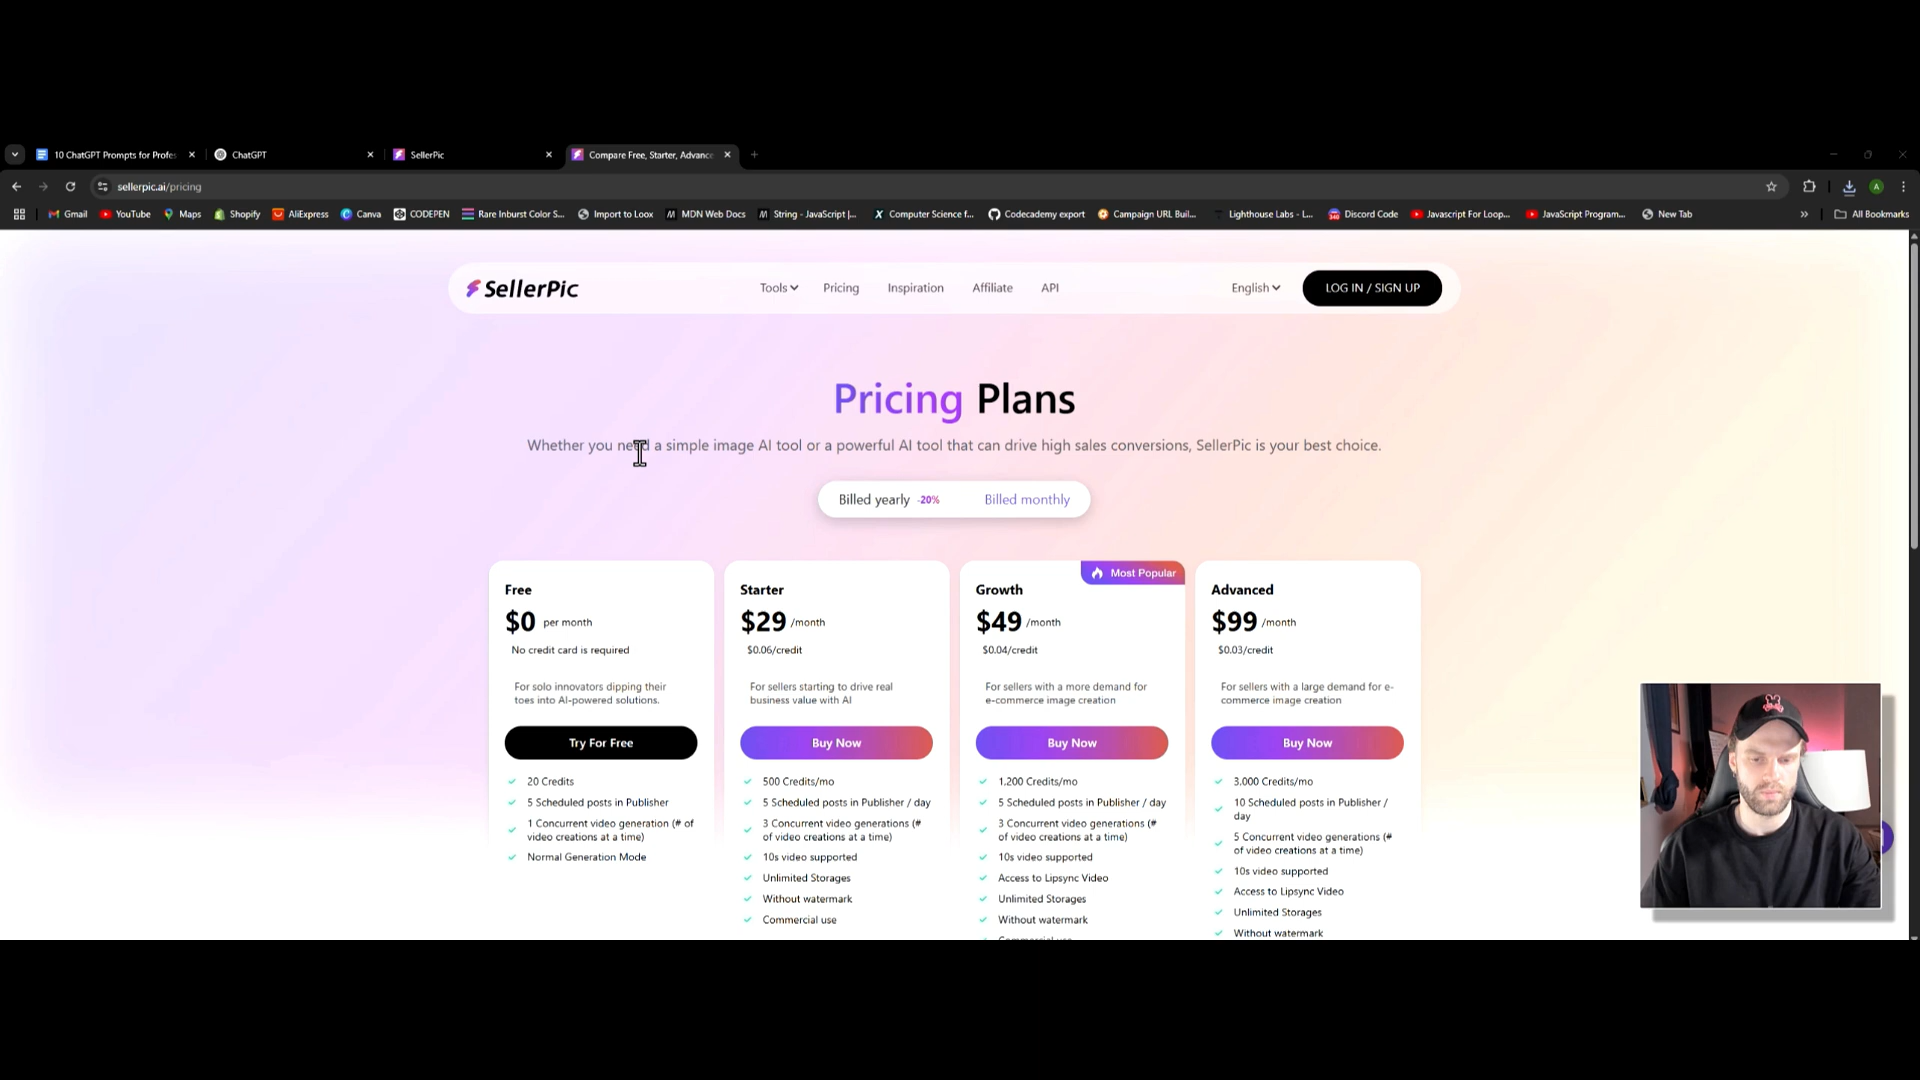 10 ChatGPT Prompts for Profes
ChatGPT
SellerPic
Compare Free, Starter, Advance
sellerpic.ai/pricing
Gmail YouTube Maps Shopify AliExpress Canva CODEPEN Rare Inburst Color S... Import to Loox MDN Web Docs String - JavaScript |... Computer Science f... Codecademy export Campaign URL Buil... Lighthouse Labs - L... Discord Code Javascript For Loop... JavaScript Program... New Tab » All Bookmarks
SellerPic
Tools Pricing Inspiration Affiliate API
English LOG IN / SIGN UP
Pricing Plans
Whether you need a simple image AI tool or a powerful AI tool that can drive high sales conversions, SellerPic is your best choice.
Billed yearly -20% Billed monthly
Free
$0 per month
No credit card is required
For solo innovators dipping their
toes into AI-powered solutions.
Try For Free
20 Credits
5 Scheduled posts in Publisher
1 Concurrent video generation (# of
video creations at a time)
Normal Generation Mode
Starter
$29 /month
$0.06/credit
For sellers starting to drive real
business value with AI
Buy Now
500 Credits/mo
5 Scheduled posts in Publisher / day
3 Concurrent video generations (#
of video creations at a time)
10s video supported
Unlimited Storages
Without watermark
Commercial use
Most Popular
Growth
$49 /month
$0.04/credit
For sellers with a more demand for
e-commerce image creation
Buy Now
1,200 Credits/mo
5 Scheduled posts in Publisher / day
3 Concurrent video generations (#
of video creations at a time)
10s video supported
Access to Lipsync Video
Unlimited Storages
Without watermark
Advanced
$99 /month
$0.03/credit
For sellers with a large demand for e-
commerce image creation
Buy Now
3,000 Credits/mo
10 Scheduled posts in Publisher /
day
5 Concurrent video generations (#
of video creations at a time)
10s video supported
Access to Lipsync Video
Unlimited Storages
Without watermark